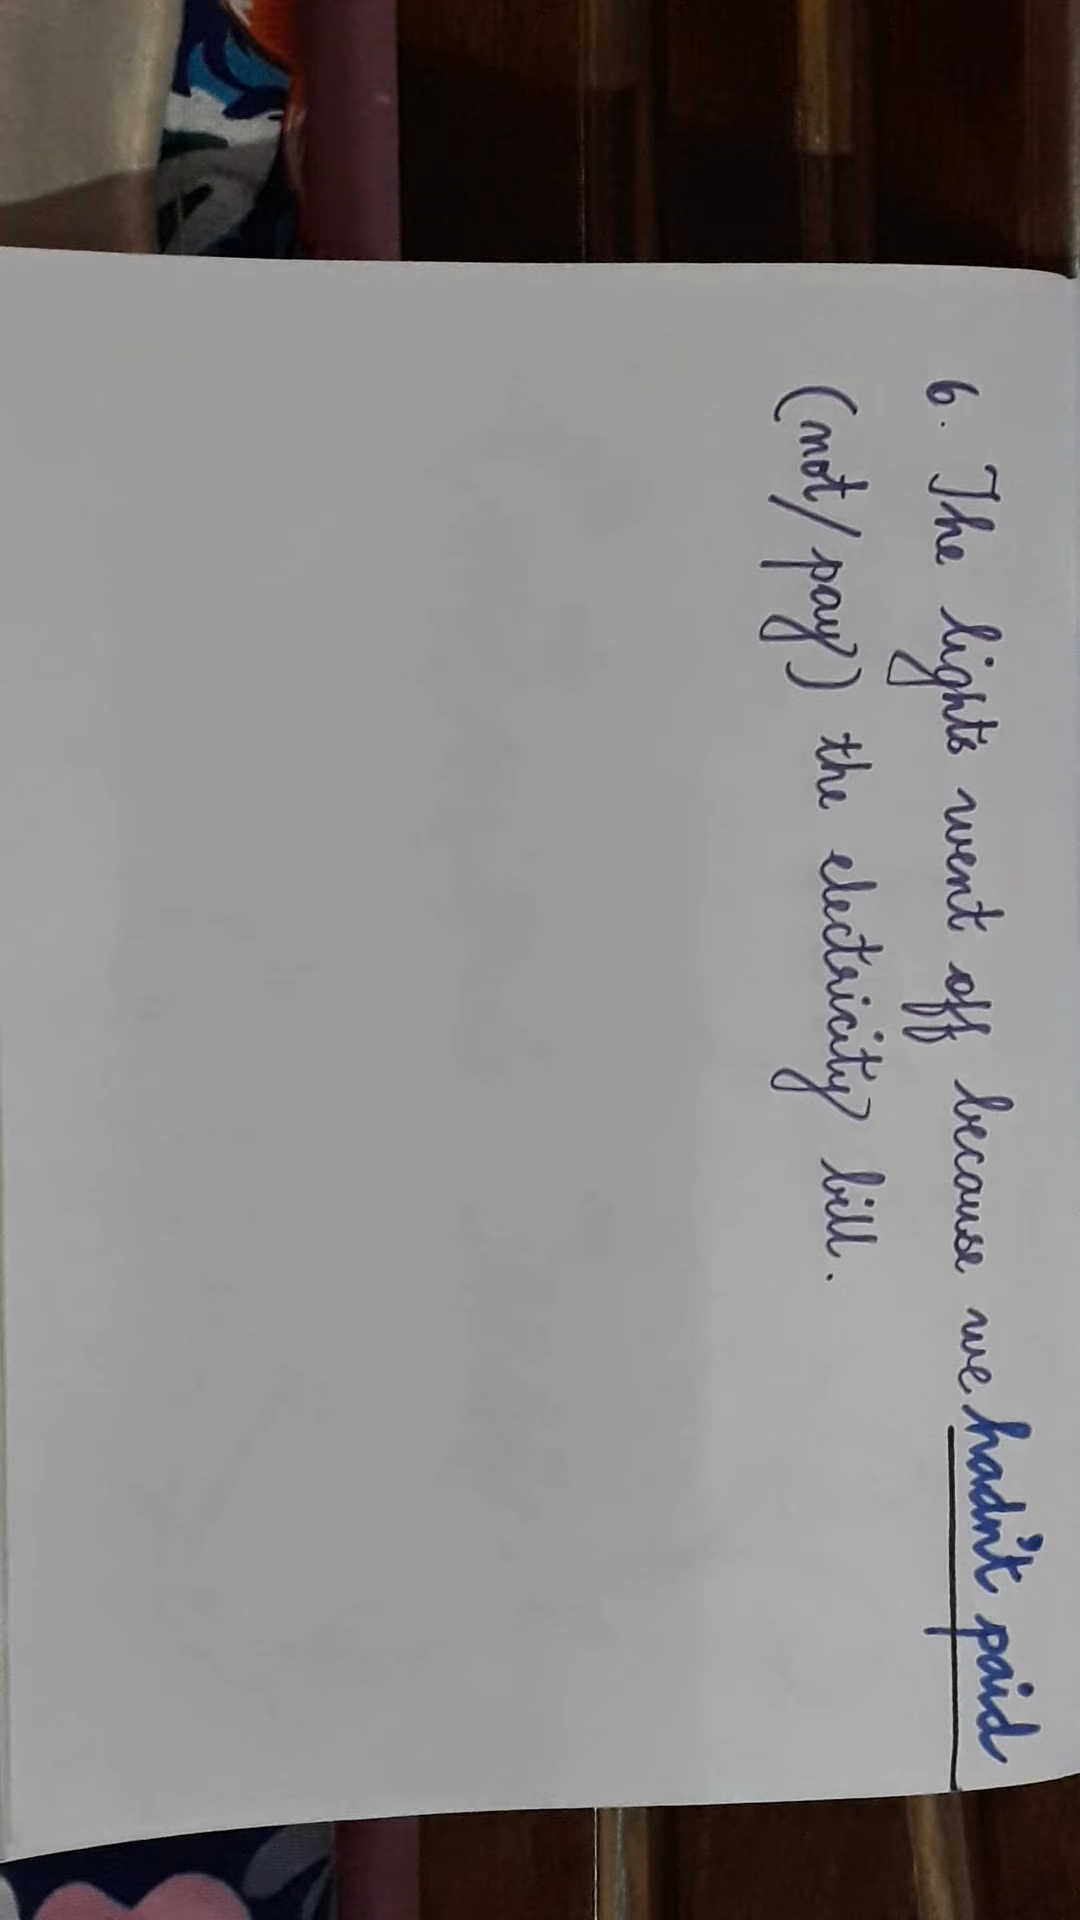 6. The lights went off because we hadn't paid
(not/pay) the electricity bill.